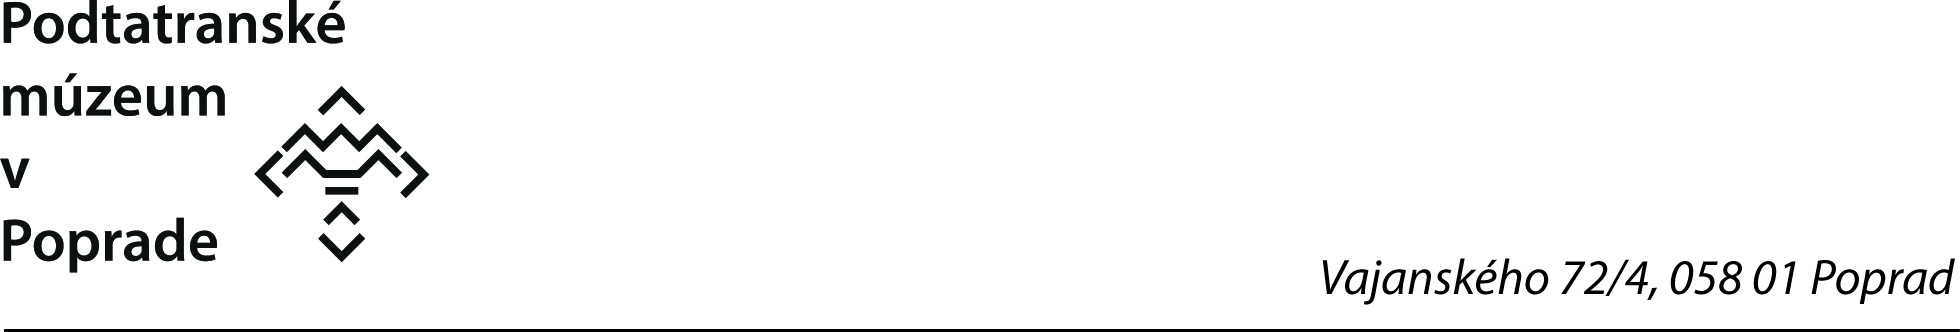 Podtatranské
múzeum
v
Poprade
Vajanského 72/4, 058 01 Poprad